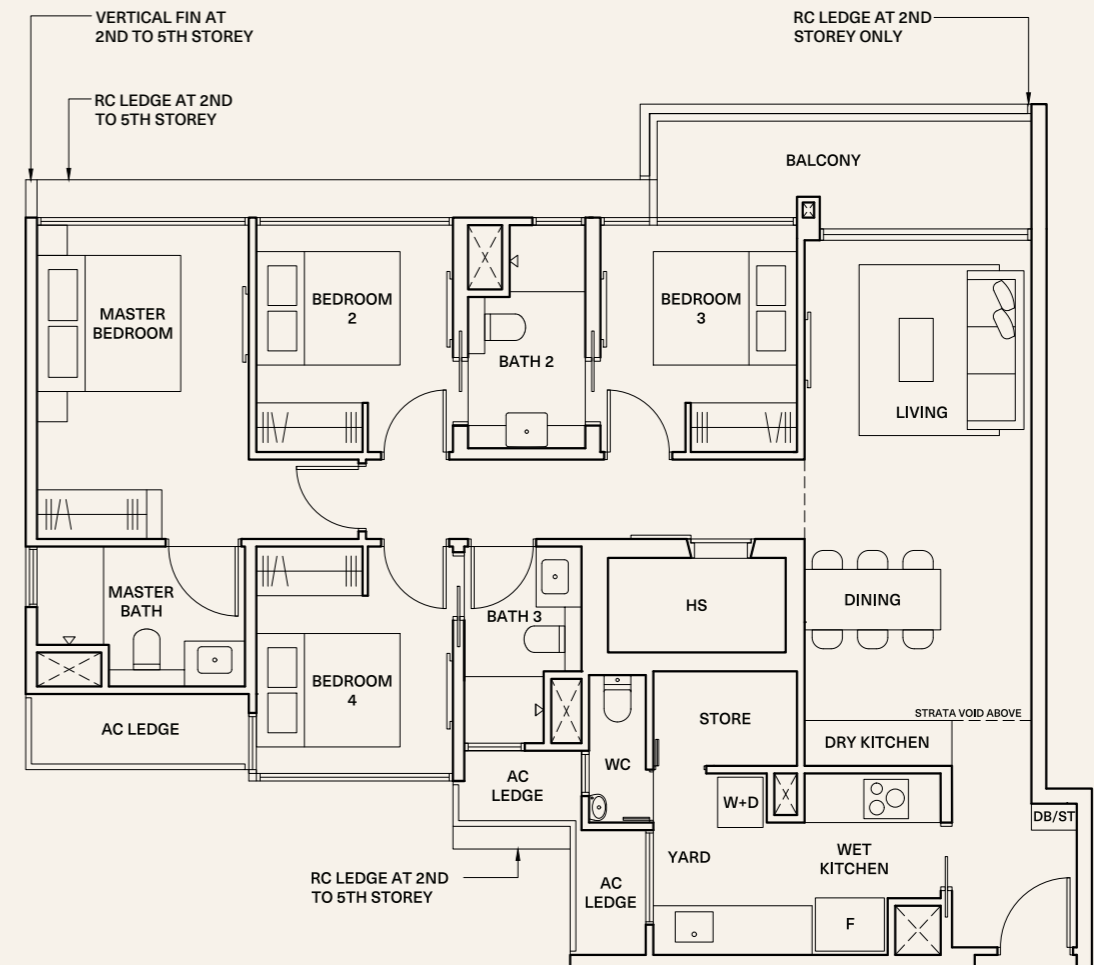 VERTICAL FIN AT
2ND TO 5TH STOREY
RC LEDGE AT 2ND
STOREY ONLY
RC LEDGE AT 2ND
TO 5TH STOREY
BALCONY
MASTER
BEDROOM
BEDROOM
2
BATH 2
BEDROOM
3
LIVING
MASTER
BATH
BATH 3
HS
DINING
BEDROOM
4
AC LEDGE
STORE
STRATA VOID ABOVE
DRY KITCHEN
AC
LEDGE
WC
W+D
DB/ST
YARD
WET
KITCHEN
RC LEDGE AT 2ND
TO 5TH STOREY
AC
LEDGE
F